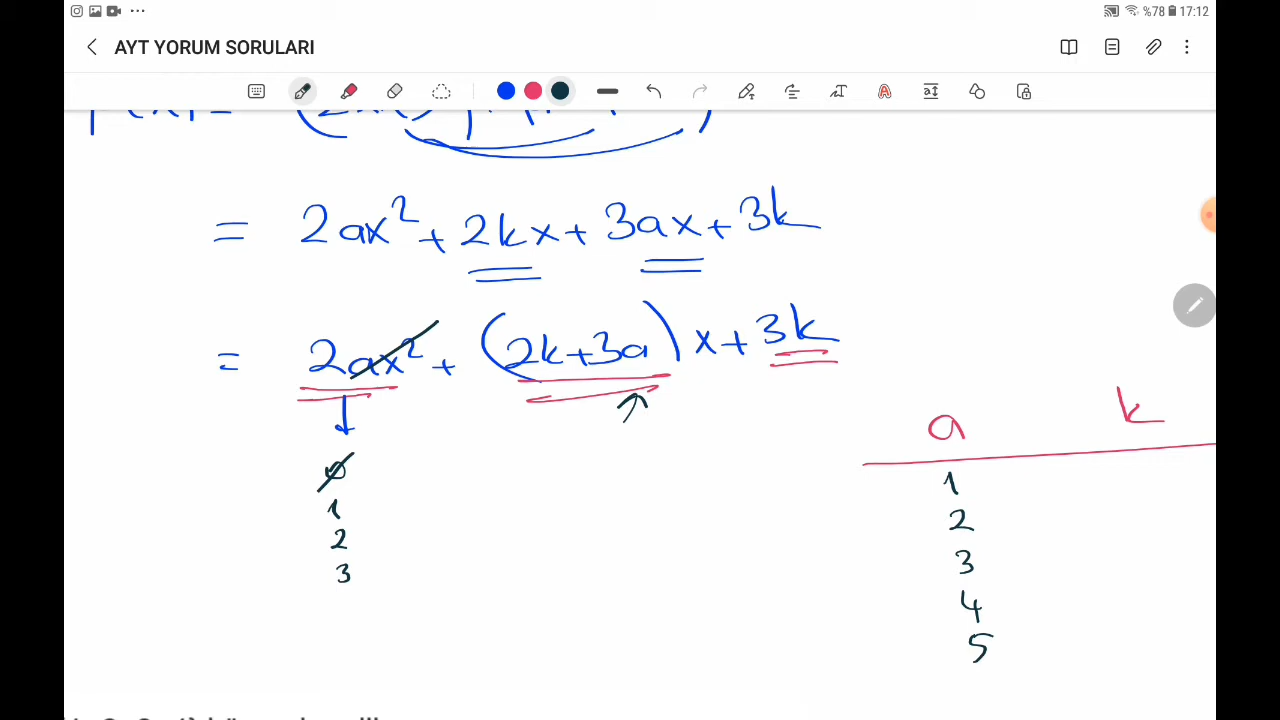 %78 17:12
AYT YORUM SORULARI
= 2ax² + 2kx + 3ax + 3k
= 2ax² + (2k+3a)x + 3k
a k
0
1
2
3
1
2
3
4
5